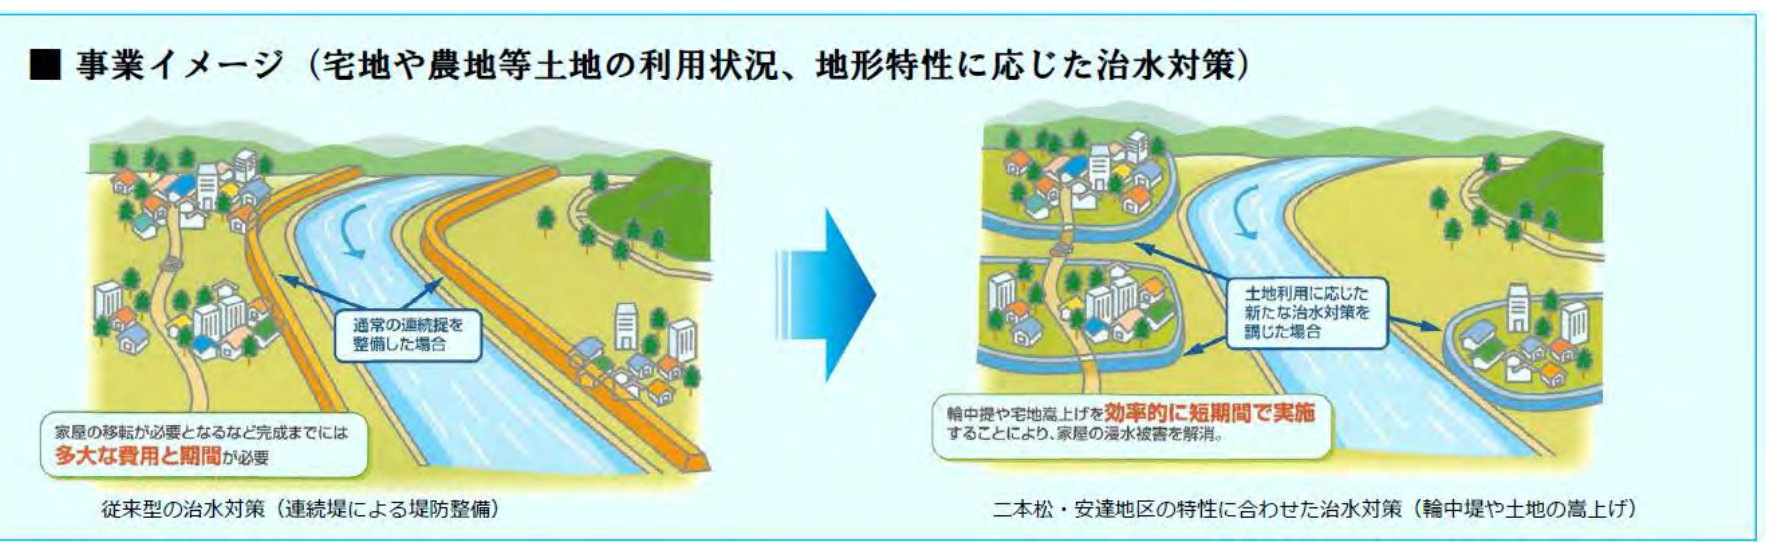 ■ 事業イメージ（宅地や農地等土地の利用状況、地形特性に応じた治水対策）
通常の連続提を
整備した場合
家屋の移転が必要となるなど完成までには
多大な費用と期間が必要
従来型の治水対策（連続堤による堤防整備）
土地利用に応じた
新たな治水対策を
講じた場合
輪中提や宅地嵩上げを効率的に短期間で実施
することにより、家屋の浸水被害を解消。
二本松・安達地区の特性に合わせた治水対策（輪中堤や土地の嵩上げ）